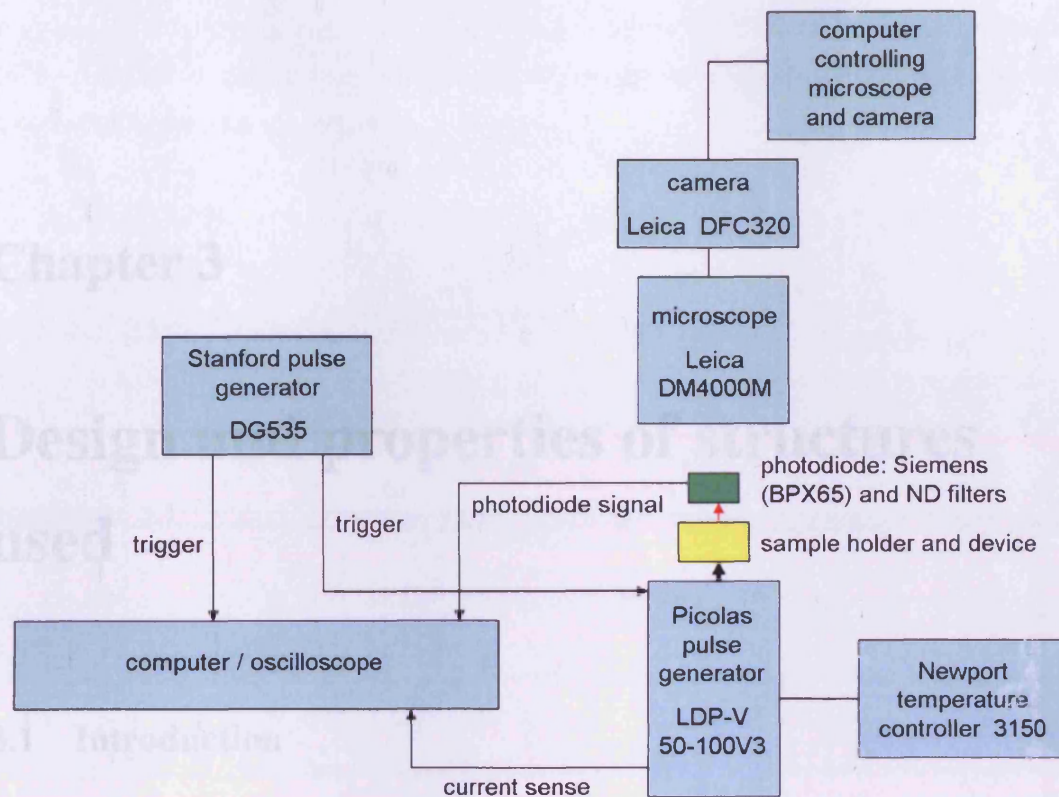 computer
controlling
microscope
and camera
camera
Leica DFC320
Chapter 3
microscope
Leica
DM4000M
Stanford pulse
generator
DG535
Design and properties of structures
used
photodiode: Siemens
(BPX65) and ND filters
photodiode signal
trigger
trigger
sample holder and device
computer / oscilloscope
Picolas
pulse
generator
LDP-V
50-100V3
Newport
temperature
controller 3150
3.1 Introduction
current sense